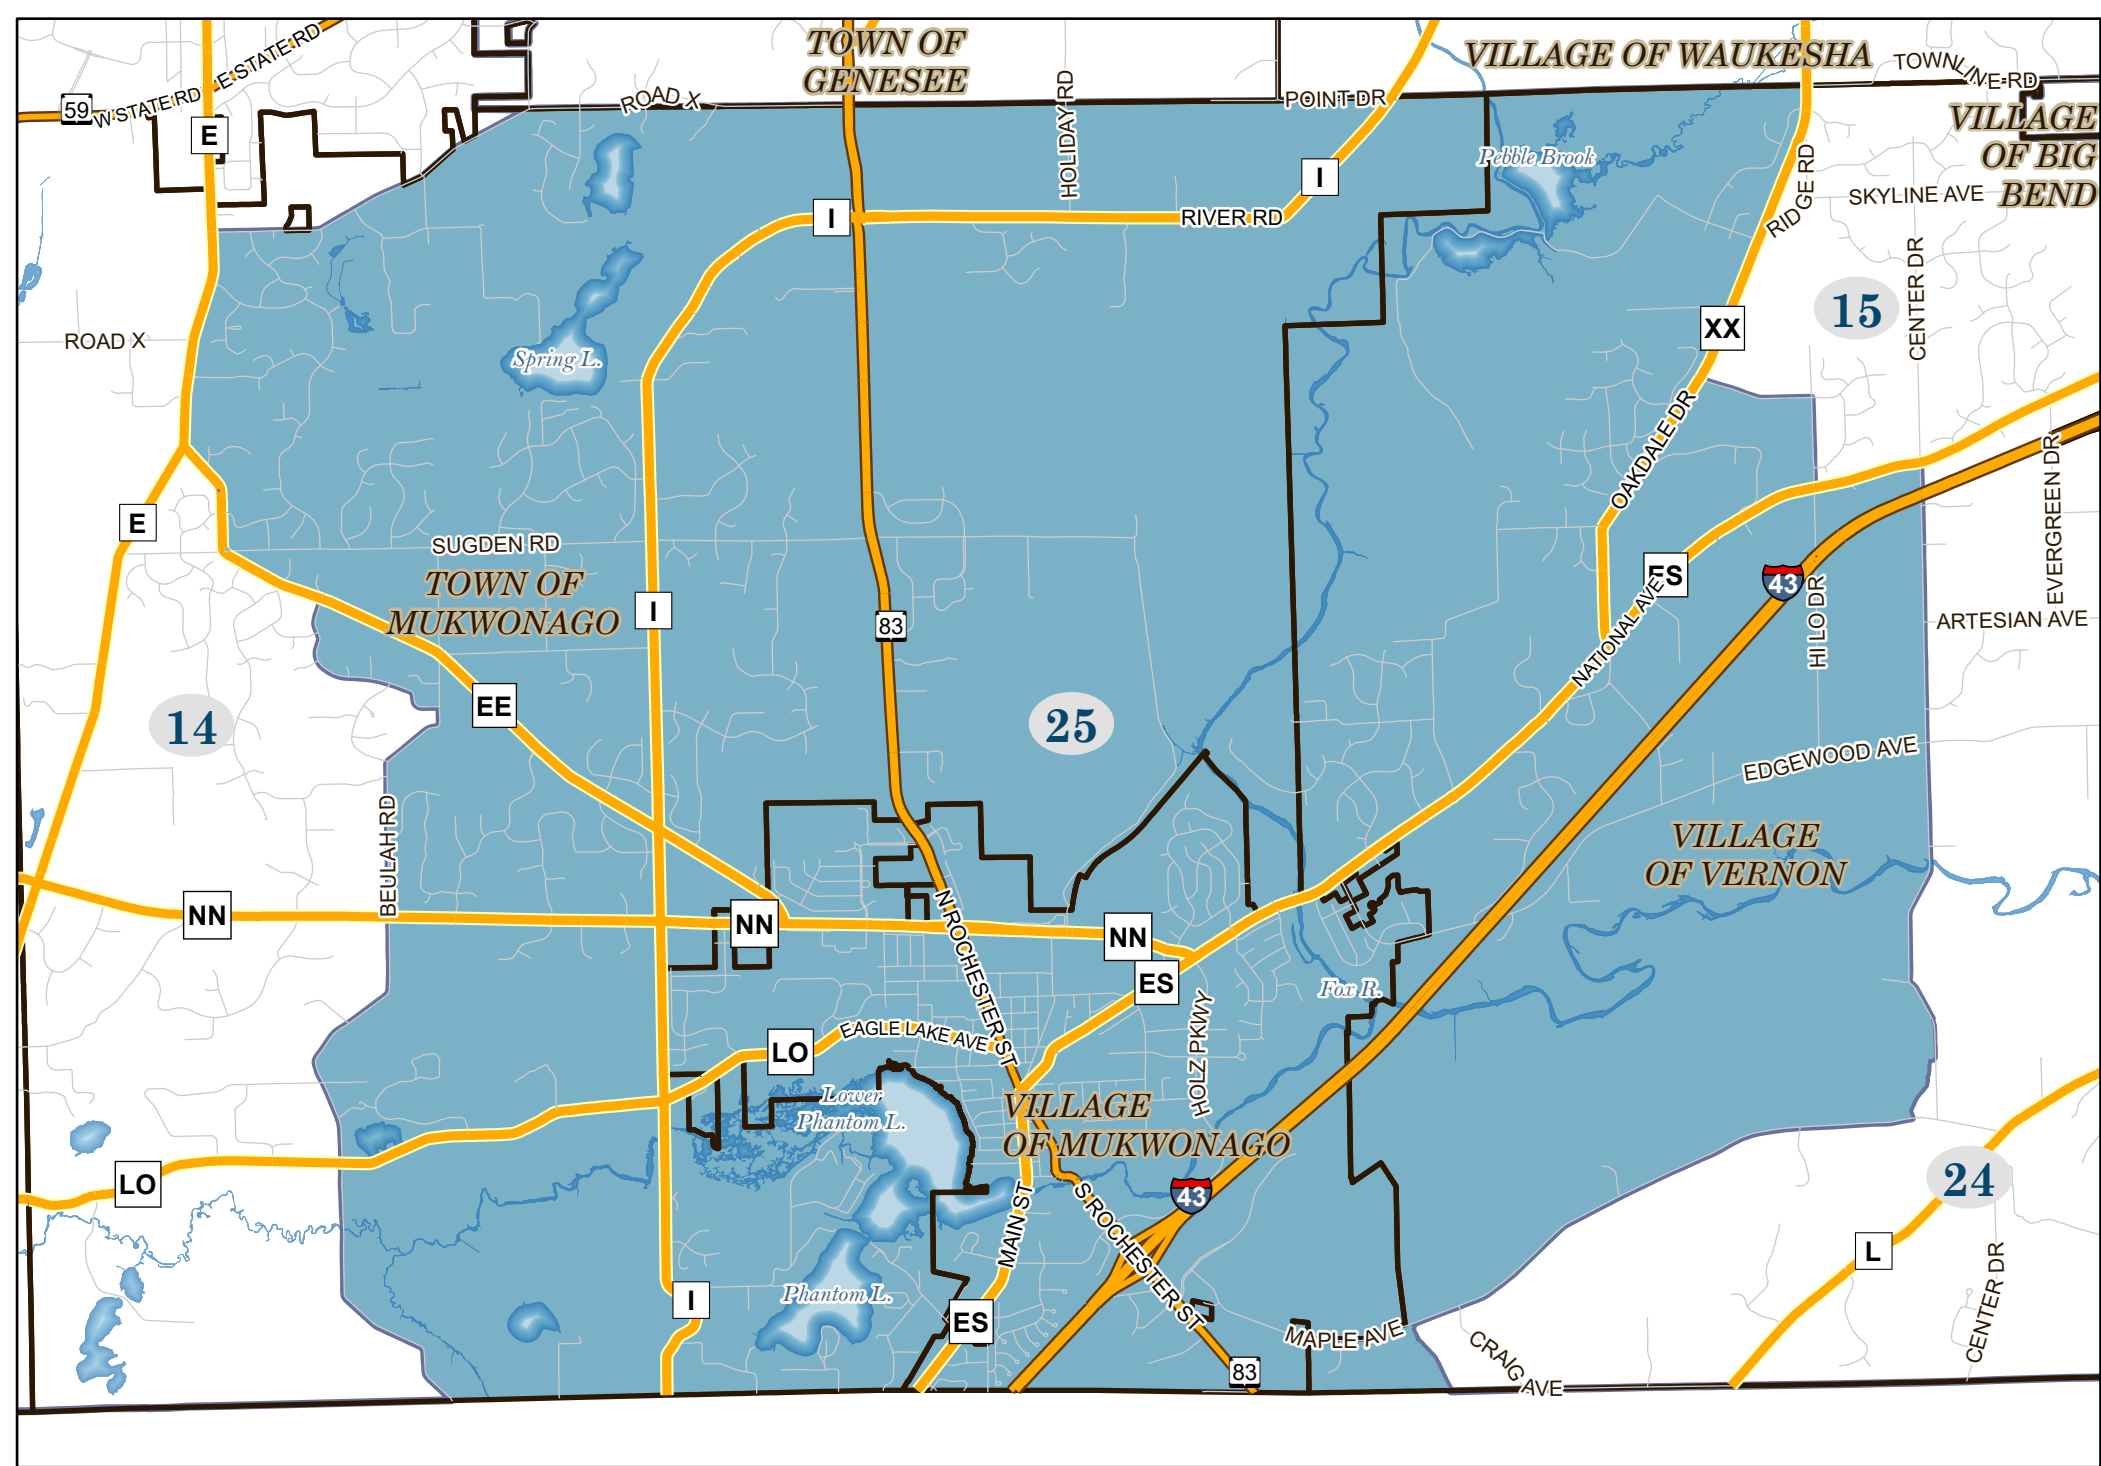 TOWN OF
GENESEE
VILLAGE OF WAUKESHA
TOWNLINE RD
W STATE RD
E STATE RD
59
E
ROAD X
HOLIDAY RD
POINT DR
VILLAGE
OF BIG
BEND
Pebble Brook
I
I
RIVER RD
RIDGE RD
SKYLINE AVE
CENTER DR
15
XX
ROAD X
Spring L.
OAKDALE DR
E
SUGDEN RD
TOWN OF
MUKWONAGO
I
83
ES
NATIONAL AVE
43
HI LO DR
EVERGREEN DR
ARTESIAN AVE
14
EE
25
EDGEWOOD AVE
BEULAH RD
VILLAGE
OF VERNON
NN
NN
N ROCHESTER ST
NN
ES
Fox R.
HOLZ PKWY
LO
EAGLE LAKE AVE
Lower
Phantom L.
VILLAGE
OF MUKWONAGO
LO
43
24
MAIN ST
S ROCHESTER ST
L
CENTER DR
I
Phantom L.
ES
MAPLE AVE
83
CRAIG AVE